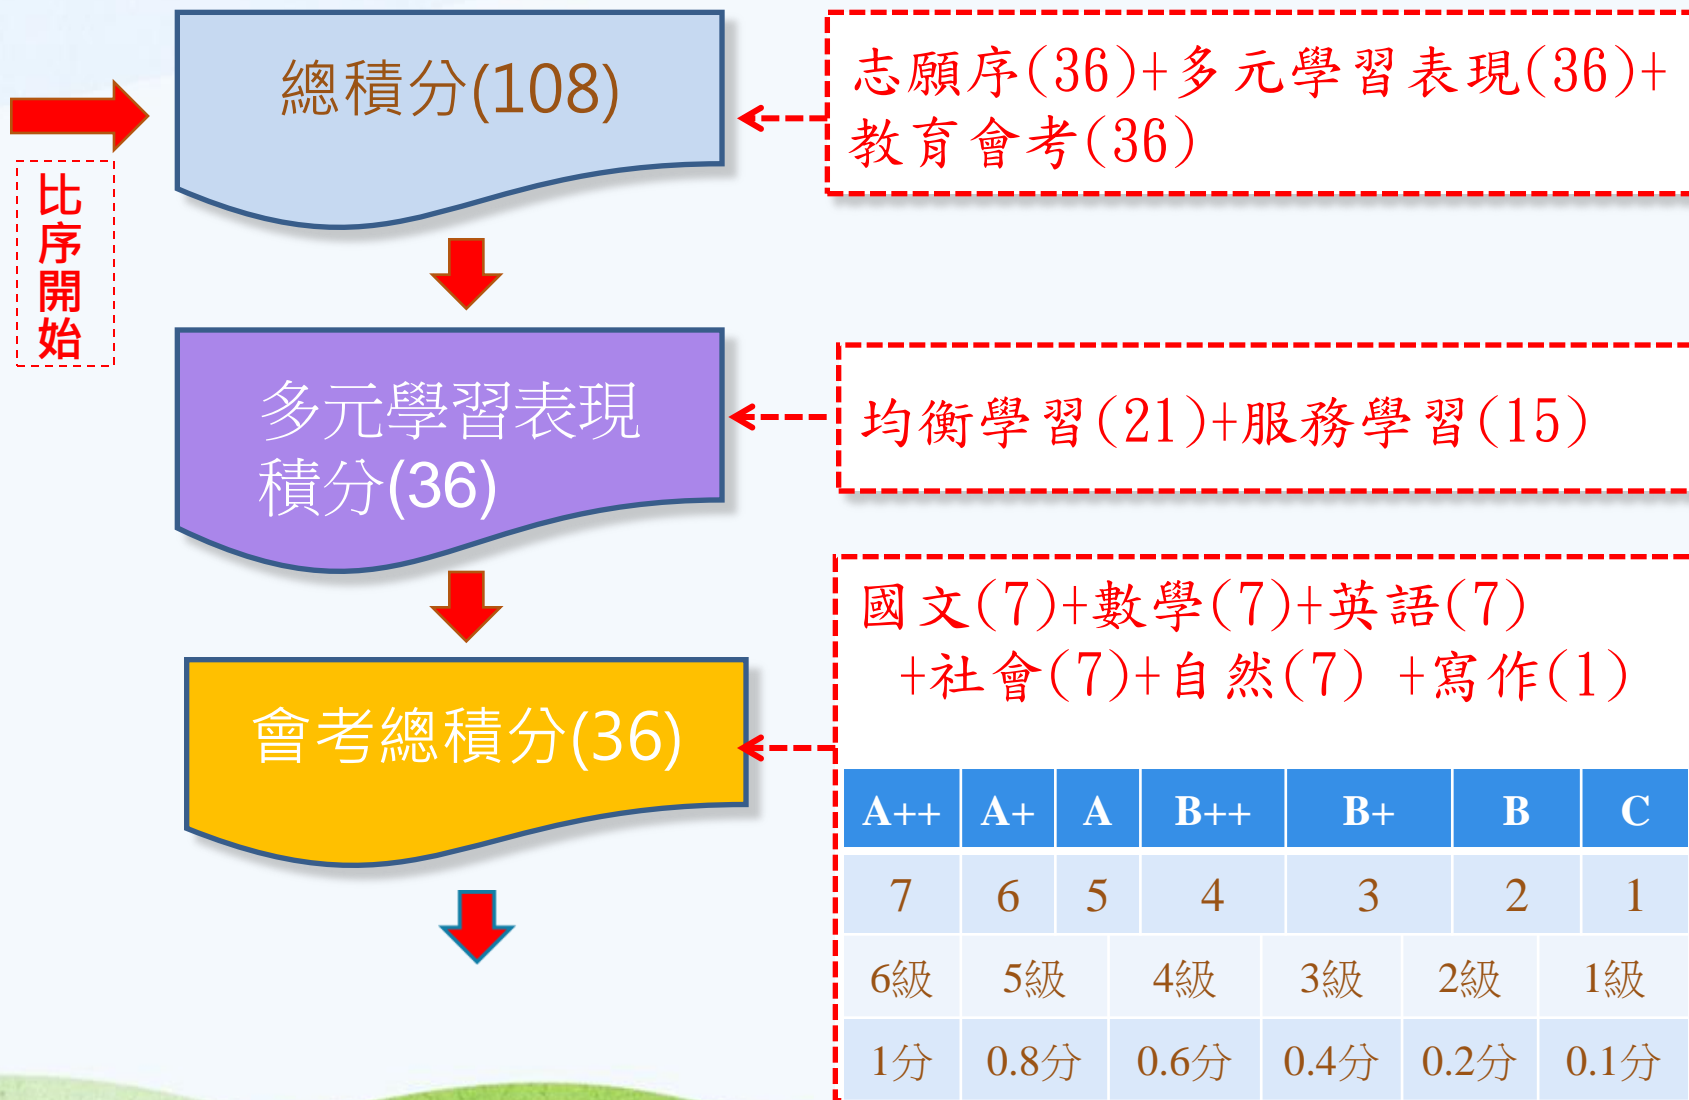 總積分(108)
志願序(36)+多元學習表現(36)+
教育會考(36)
比序開始
多元學習表現
積分(36)
均衡學習(21)+服務學習(15)
會考總積分(36)
國文(7)+數學(7)+英語(7)
+社會(7)+自然(7) +寫作(1)
A++ A+ A B++ B+ B C
7 6 5 4 3 2 1
6級 5級 4級 3級 2級 1級
1分 0.8分 0.6分 0.4分 0.2分 0.1分